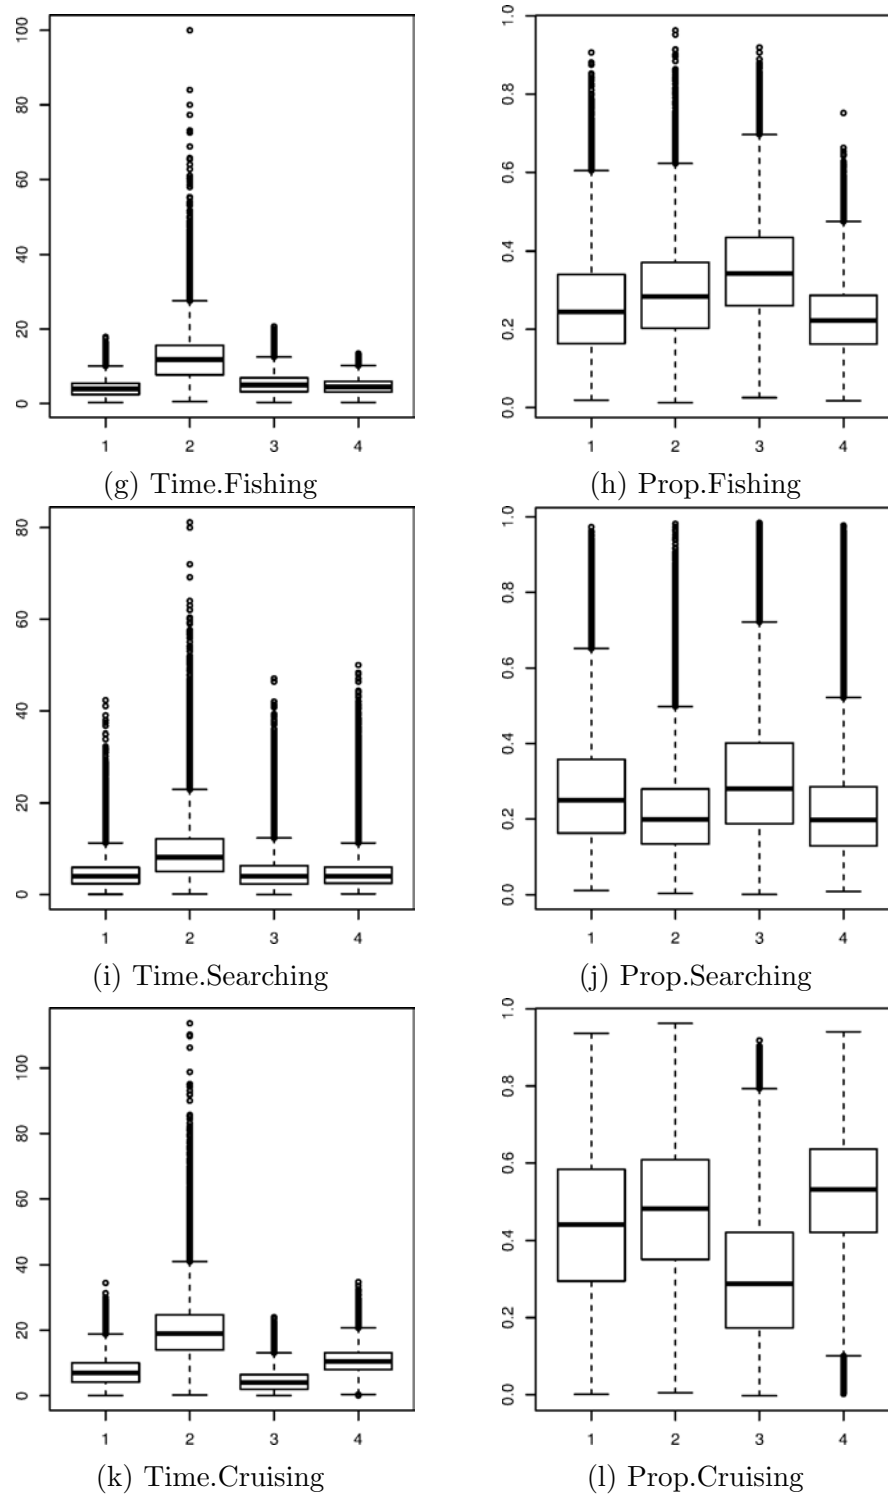 100
80
60
40
20
0
1 2 3 4
(g) Time.Fishing
1.0
0.8
0.6
0.4
0.2
0.0
1 2 3 4
(h) Prop.Fishing
80
60
40
20
0
1 2 3 4
(i) Time.Searching
1.0
0.8
0.6
0.4
0.2
0.0
1 2 3 4
(j) Prop.Searching
100
80
60
40
20
0
1 2 3 4
(k) Time.Cruising
1.0
0.8
0.6
0.4
0.2
0.0
1 2 3 4
(l) Prop.Cruising